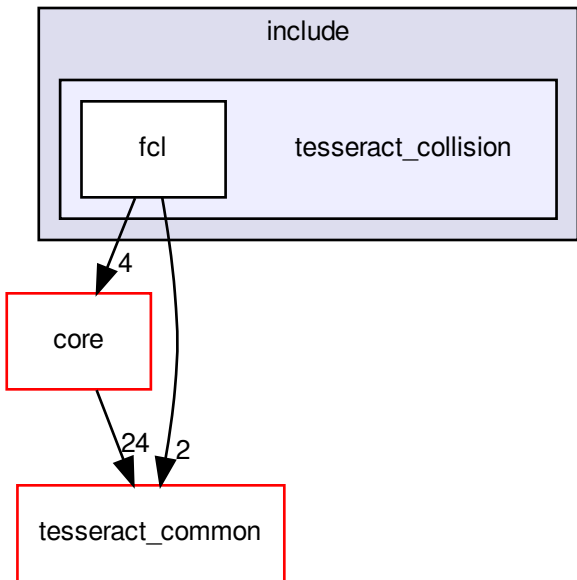 include
fcl
tesseract_collision
4
core
24
2
tesseract_common